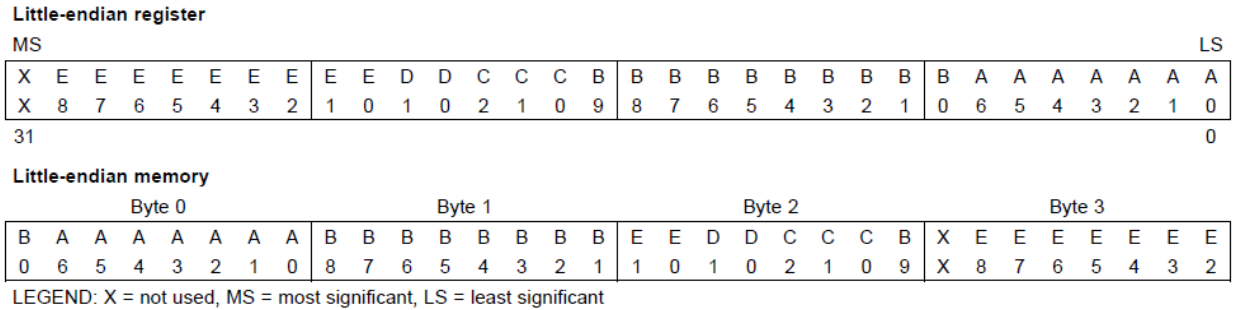 Little-endian register
MS LS
X E E E E E E E E E D D C C C B B B B B B B B B B A A A A A A A
X 8 7 6 5 4 3 2 1 0 1 0 2 1 0 9 8 7 6 5 4 3 2 1 0 6 5 4 3 2 1 0
31 0
Little-endian memory
Byte 0 Byte 1 Byte 2 Byte 3
B A A A A A A A B B B B B B B B E E D D C C C B X E E E E E E E
0 6 5 4 3 2 1 0 8 7 6 5 4 3 2 1 1 0 1 0 2 1 0 9 X 8 7 6 5 4 3 2
LEGEND: X = not used, MS = most significant, LS = least significant